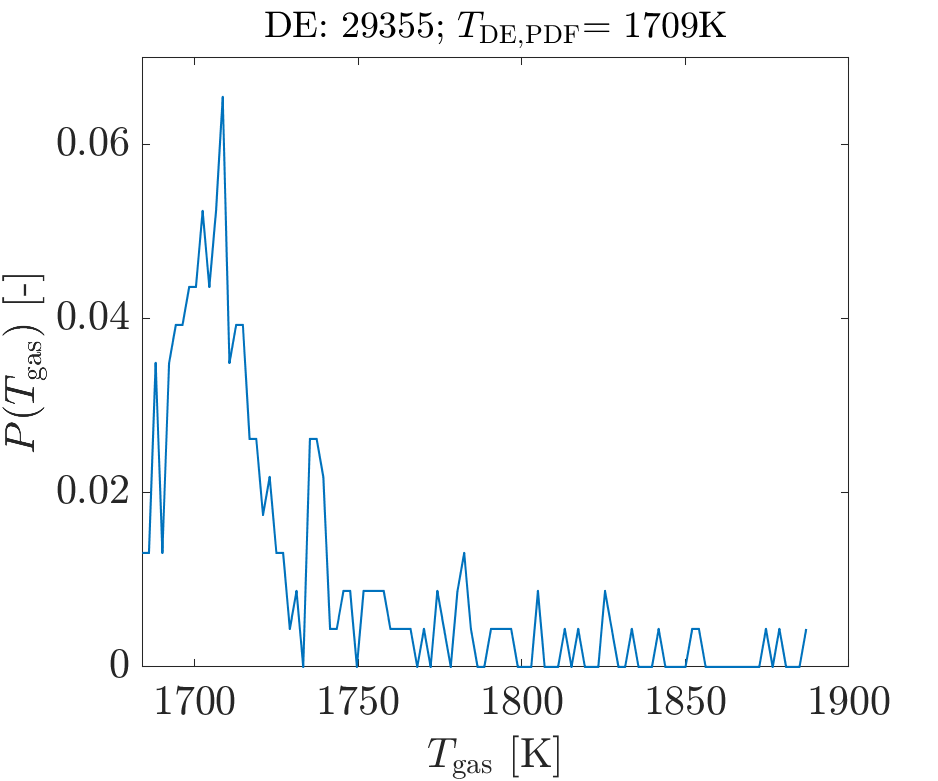 DE: 29355; T_DE,PDF= 1709K
0.06
0.04
0.02
0
P(T_gas) [-]
1700 1750 1800 1850 1900
T_gas [K]